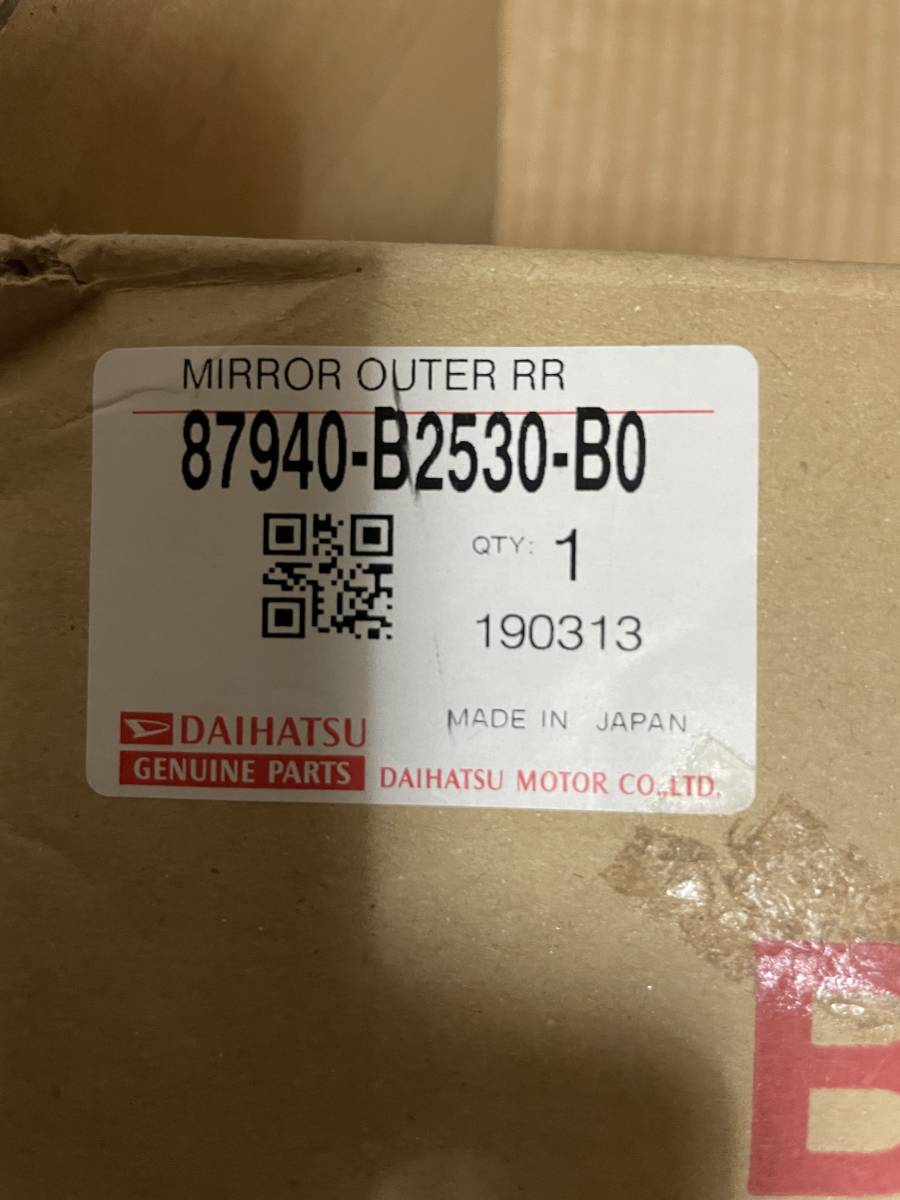 MIRROR OUTER RR
87940-B2530-B0
QTY: 1
190313
MADE IN JAPAN
DAIHATSU
GENUINE PARTS
DAIHATSU MOTOR CO.,LTD.